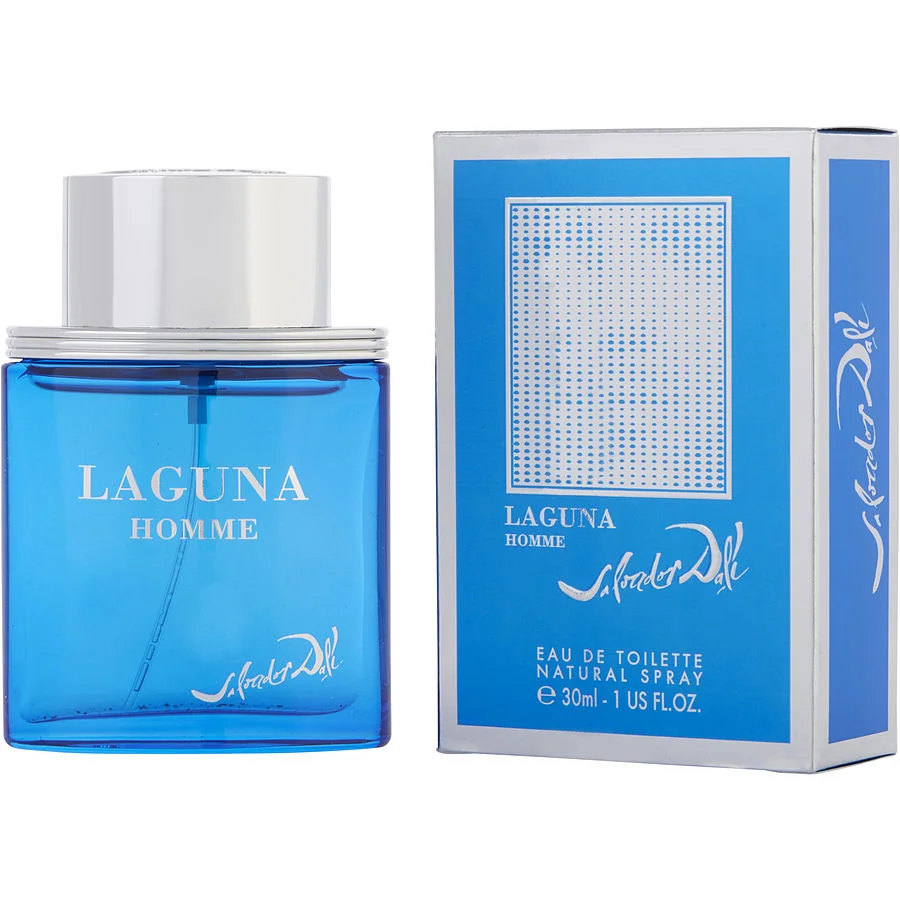 LAGUNA
HOMME
Salvador Dalí
LAGUNA
HOMME
Salvador Dalí
EAU DE TOILETTE
NATURAL SPRAY
℮ 30ml - 1 US FL.OZ.
Salvador Dalí